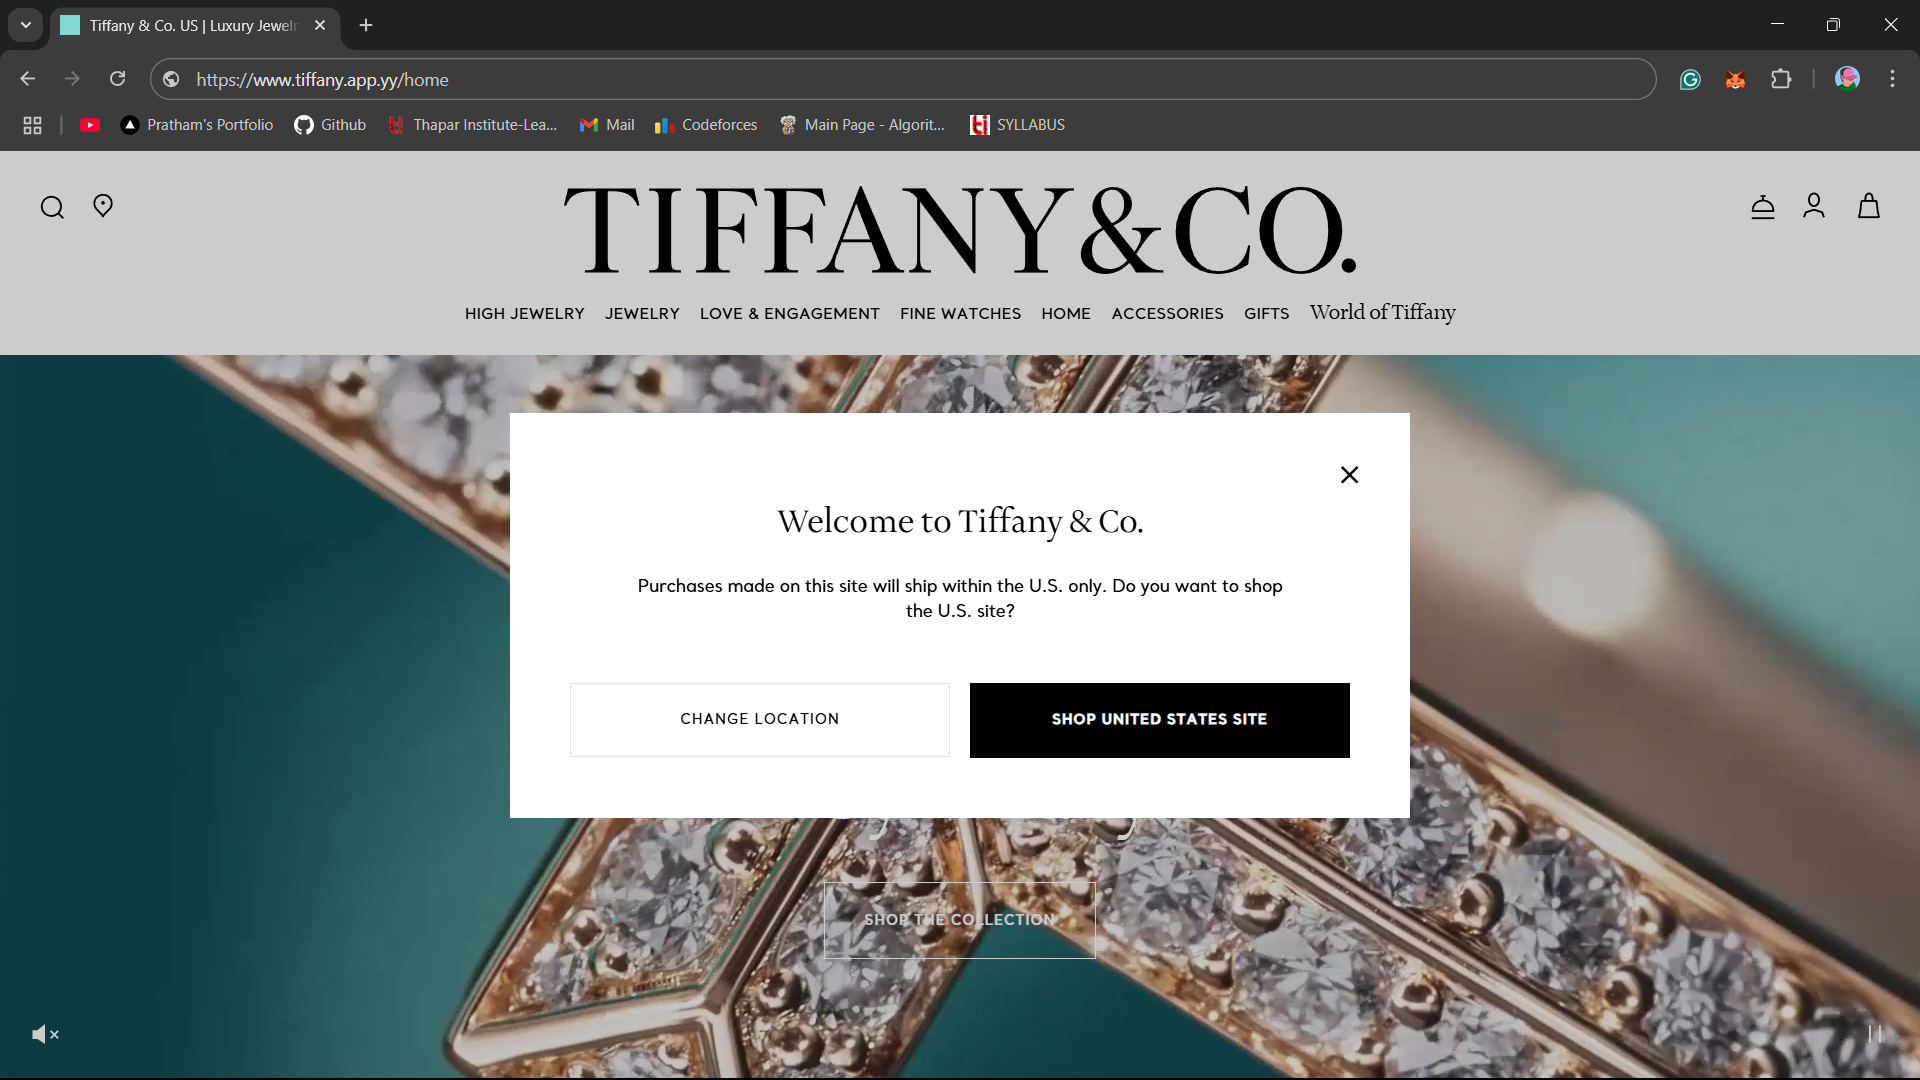 Tiffany & Co. US | Luxury Jewel
https://www.tiffany.app.yy/home
Pratham's Portfolio
Github
Thapar Institute-Lea...
Mail
Codeforces
Main Page - Algorit...
SYLLABUS
TIFFANY & CO.
HIGH JEWELRY
JEWELRY
LOVE & ENGAGEMENT
FINE WATCHES
HOME
ACCESSORIES
GIFTS
World of Tiffany
Welcome to Tiffany & Co.
Purchases made on this site will ship within the U.S. only. Do you want to shop
the U.S. site?
CHANGE LOCATION
SHOP UNITED STATES SITE
SHOP THE COLLECTION